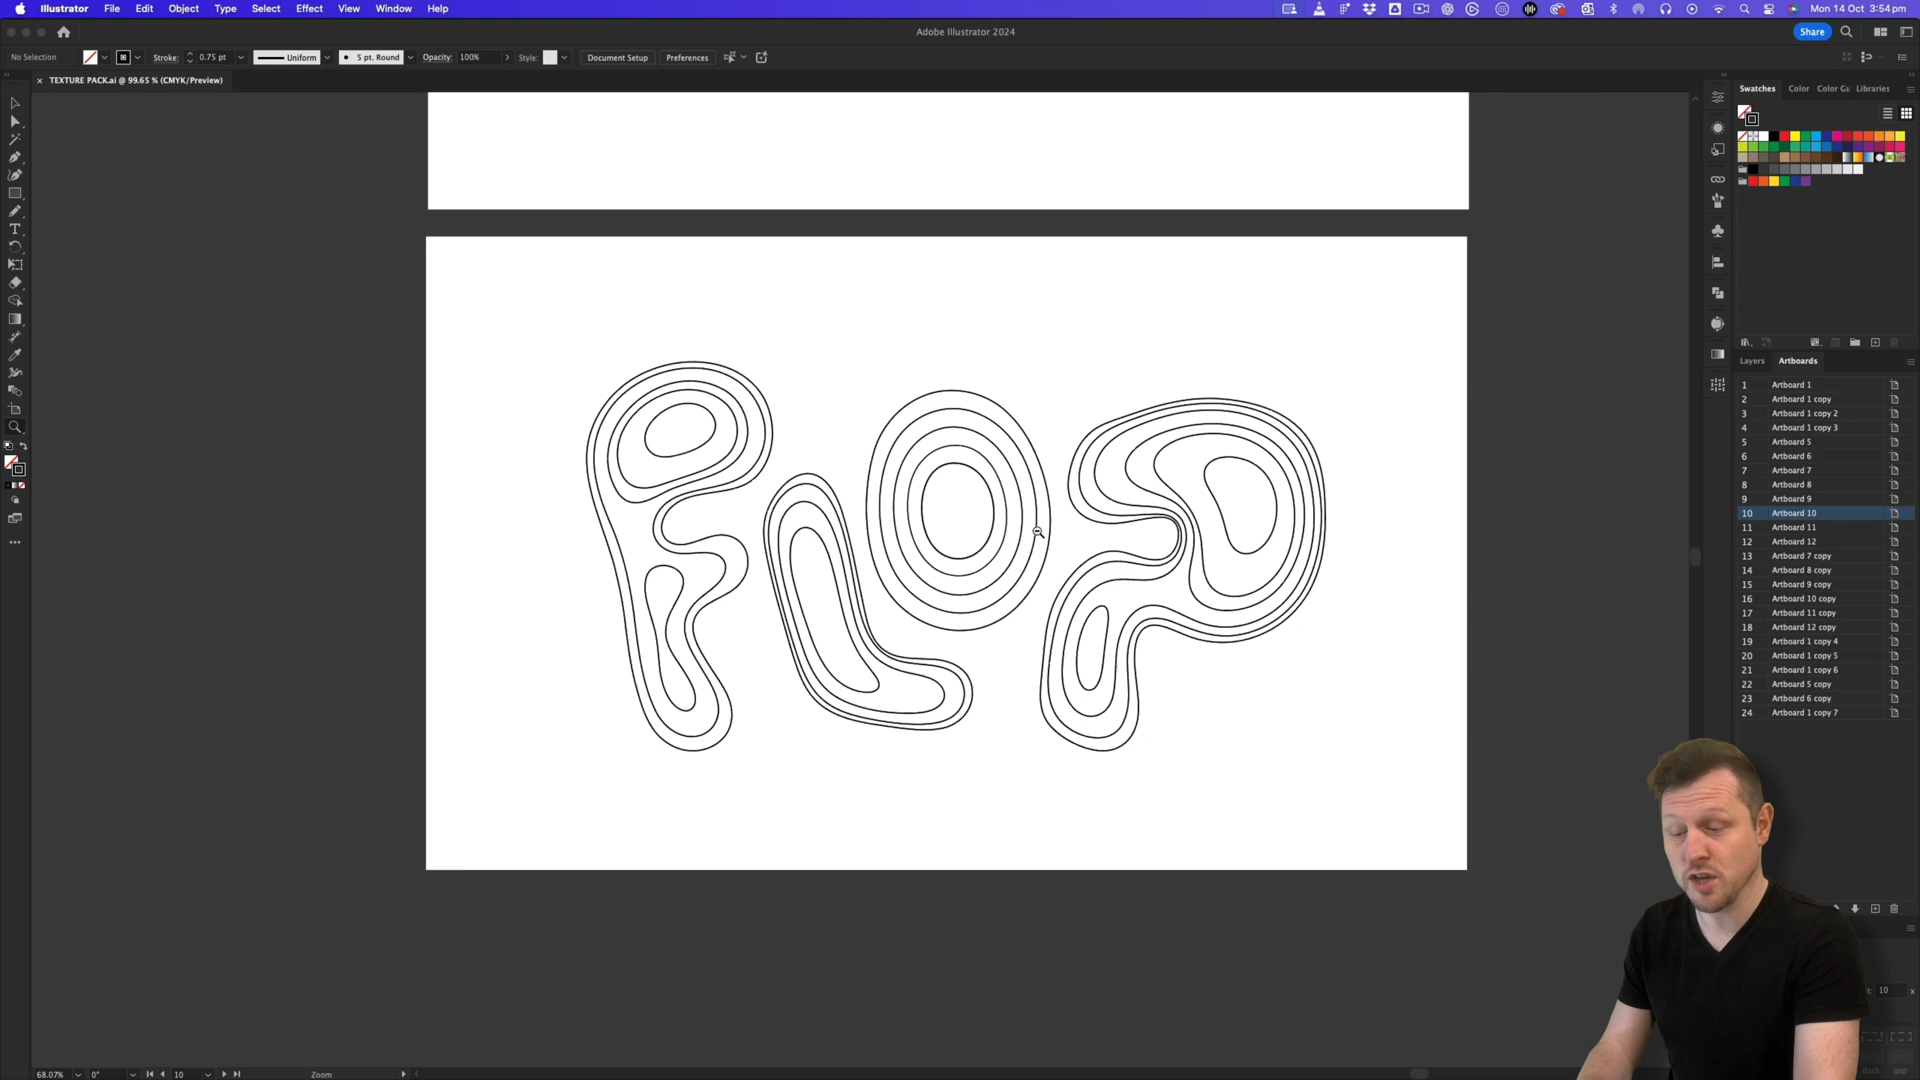 Illustrator File Edit Object Type Select Effect View Window Help Mon 14 Oct 3:54pm
Adobe Illustrator 2024 Share
No Selection Stroke: 0.75 pt Uniform 5 pt. Round Opacity: 100% Style: Document Setup Preferences
× TEXTURE PACK.ai @ 99.65 % (CMYK/Preview)
Swatches Color Color Gu Libraries
Layers Artboards
1 Artboard 1
2 Artboard 1 copy
3 Artboard 1 copy 2
4 Artboard 1 copy 3
5 Artboard 5
6 Artboard 6
7 Artboard 7
8 Artboard 8
9 Artboard 9
10 Artboard 10
11 Artboard 11
12 Artboard 12
13 Artboard 7 copy
14 Artboard 8 copy
15 Artboard 9 copy
16 Artboard 10 copy
17 Artboard 11 copy
18 Artboard 12 copy
19 Artboard 1 copy 4
20 Artboard 1 copy 5
21 Artboard 1 copy 6
22 Artboard 5 copy
23 Artboard 6 copy
24 Artboard 1 copy 7
FLOP
10 x
dash gap
68.07% 0° 10 Zoom